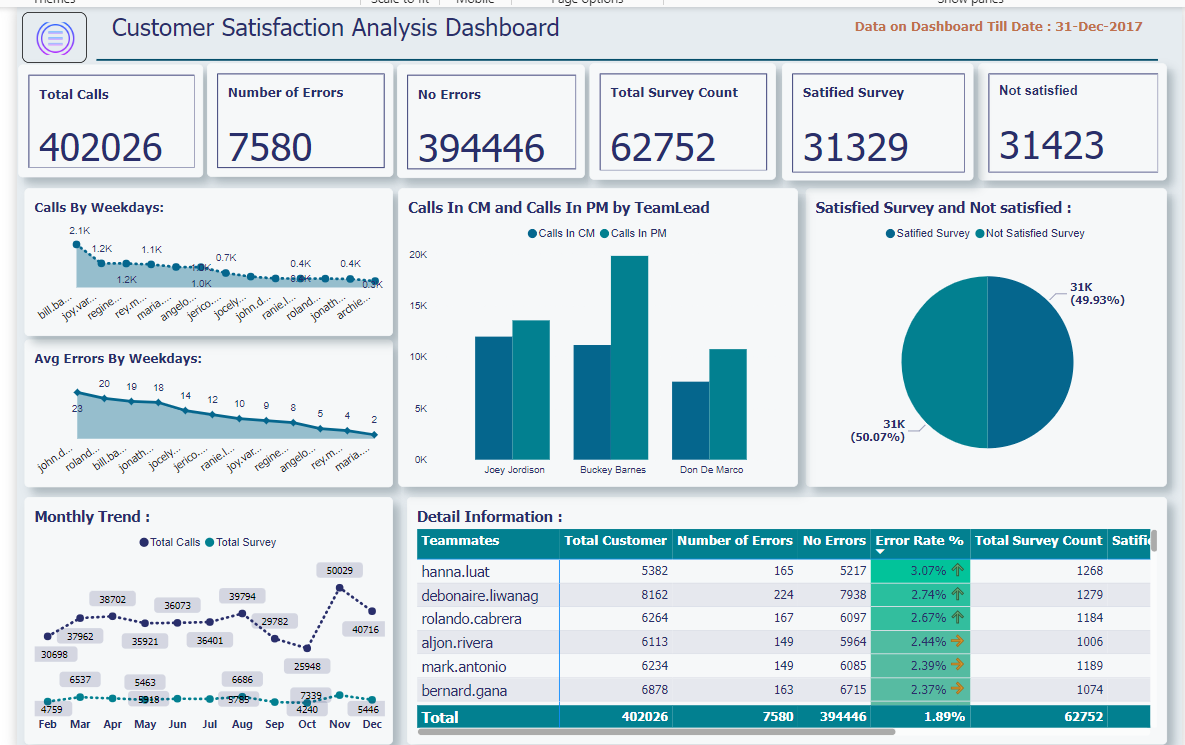 Themes
Scale to fit
Mobile
Page options
Show panes
Customer Satisfaction Analysis Dashboard
Data on Dashboard Till Date : 31-Dec-2017
Total Calls
402026
Number of Errors
7580
No Errors
394446
Total Survey Count
62752
Satified Survey
31329
Not satisfied
31423
Calls By Weekdays:
2.1K
1.2K
1.2K
1.1K
1.0K
0.7K
0.4K
0.4K
bill.ba...
joy.var...
regine...
rey.m...
maria....
angelo...
jerico....
jocely...
john.d...
ranie.l...
roland...
jonath...
archie...
Avg Errors By Weekdays:
23
20
19
18
14
12
10
9
8
5
4
2
john.d...
roland...
bill.ba...
jonath...
jocely...
jerico....
ranie.l...
joy.var...
regine...
angelo...
rey.m...
maria....
Calls In CM and Calls In PM by TeamLead
Calls In CM
Calls In PM
20K
15K
10K
5K
0K
Joey Jordison
Buckey Barnes
Don De Marco
Satisfied Survey and Not satisfied :
Satified Survey
Not Satisfied Survey
31K
(49.93%)
31K
(50.07%)
Monthly Trend :
Total Calls
Total Survey
30698
37962
38702
35921
36073
36401
39794
29782
25948
50029
40716
4759
6537
5463
6686
7339
4240
5446
Feb Mar Apr May Jun Jul Aug Sep Oct Nov Dec
Detail Information :
Teammates Total Customer Number of Errors No Errors Error Rate % Total Survey Count Satifie
hanna.luat 5382 165 5217 3.07% 1268
debonaire.liwanag 8162 224 7938 2.74% 1279
rolando.cabrera 6264 167 6097 2.67% 1184
aljon.rivera 6113 149 5964 2.44% 1006
mark.antonio 6234 149 6085 2.39% 1189
bernard.gana 6878 163 6715 2.37% 1074
Total 402026 7580 394446 1.89% 62752